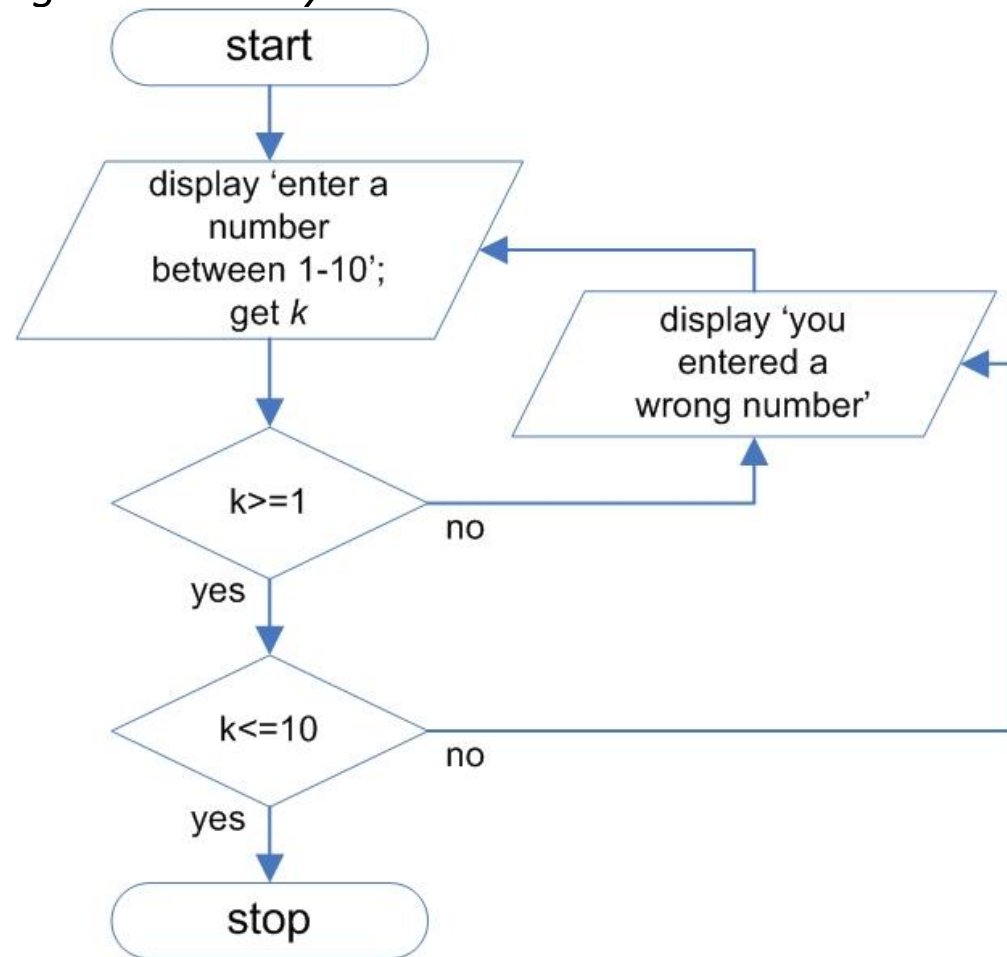 start
display ‘enter a
number
between 1-10’;
get k
display ‘you
entered a
wrong number’
k>=1
no
yes
k<=10
no
yes
stop